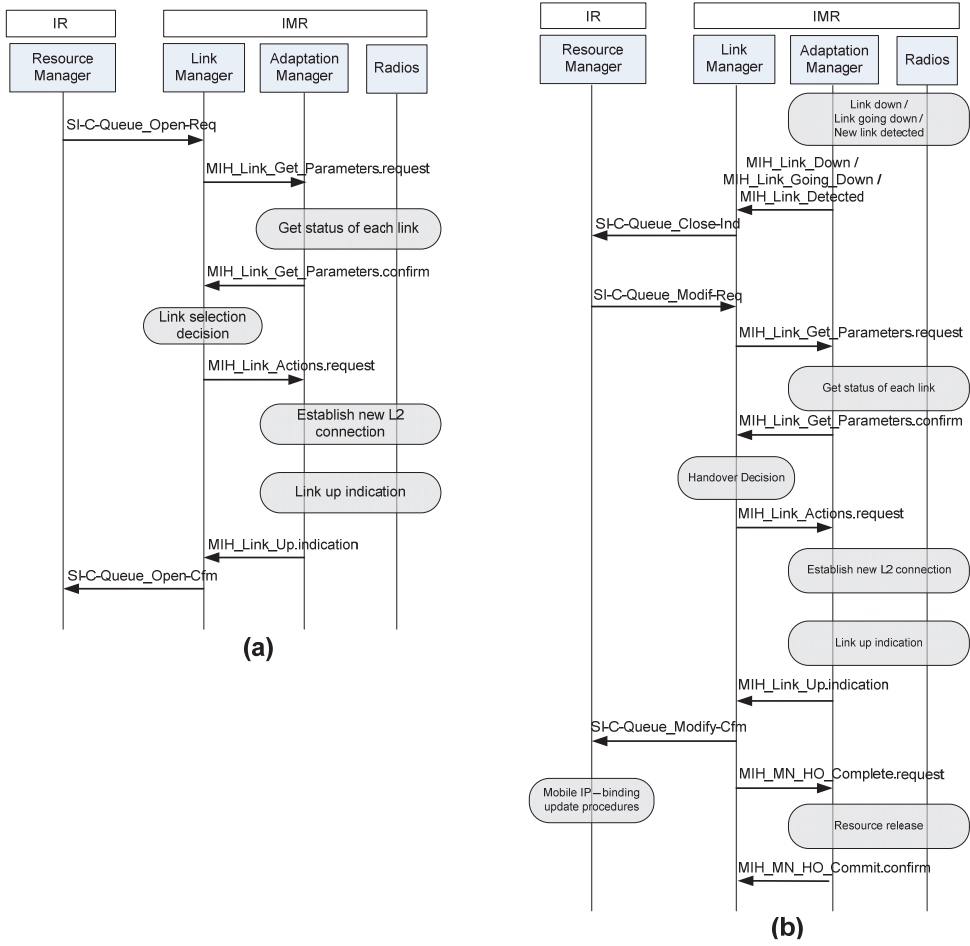 IR
IMR
Resource
Manager
Link
Manager
Adaptation
Manager
Radios
SI-C-Queue_Open-Req
MIH_Link_Get_Parameters.request
Get status of each link
MIH_Link_Get_Parameters.confirm
Link selection
decision
MIH_Link_Actions.request
Establish new L2
connection
Link up indication
MIH_Link_Up.indication
SI-C-Queue_Open-Cfm
(a)
IR
IMR
Resource
Manager
Link
Manager
Adaptation
Manager
Radios
Link down /
Link going down /
New link detected
MIH_Link_Down /
MIH_Link_Going_Down /
MIH_Link_Detected
SI-C-Queue_Close-Ind
SI-C-Queue_Modif-Req
MIH_Link_Get_Parameters.request
Get status of each link
MIH_Link_Get_Parameters.confirm
Handover Decision
MIH_Link_Actions.request
Establish new L2 connection
Link up indication
MIH_Link_Up.indication
SI-C-Queue_Modify-Cfm
MIH_MN_HO_Complete.request
Mobile IP–binding
update procedures
Resource release
MIH_MN_HO_Commit.confirm
(b)